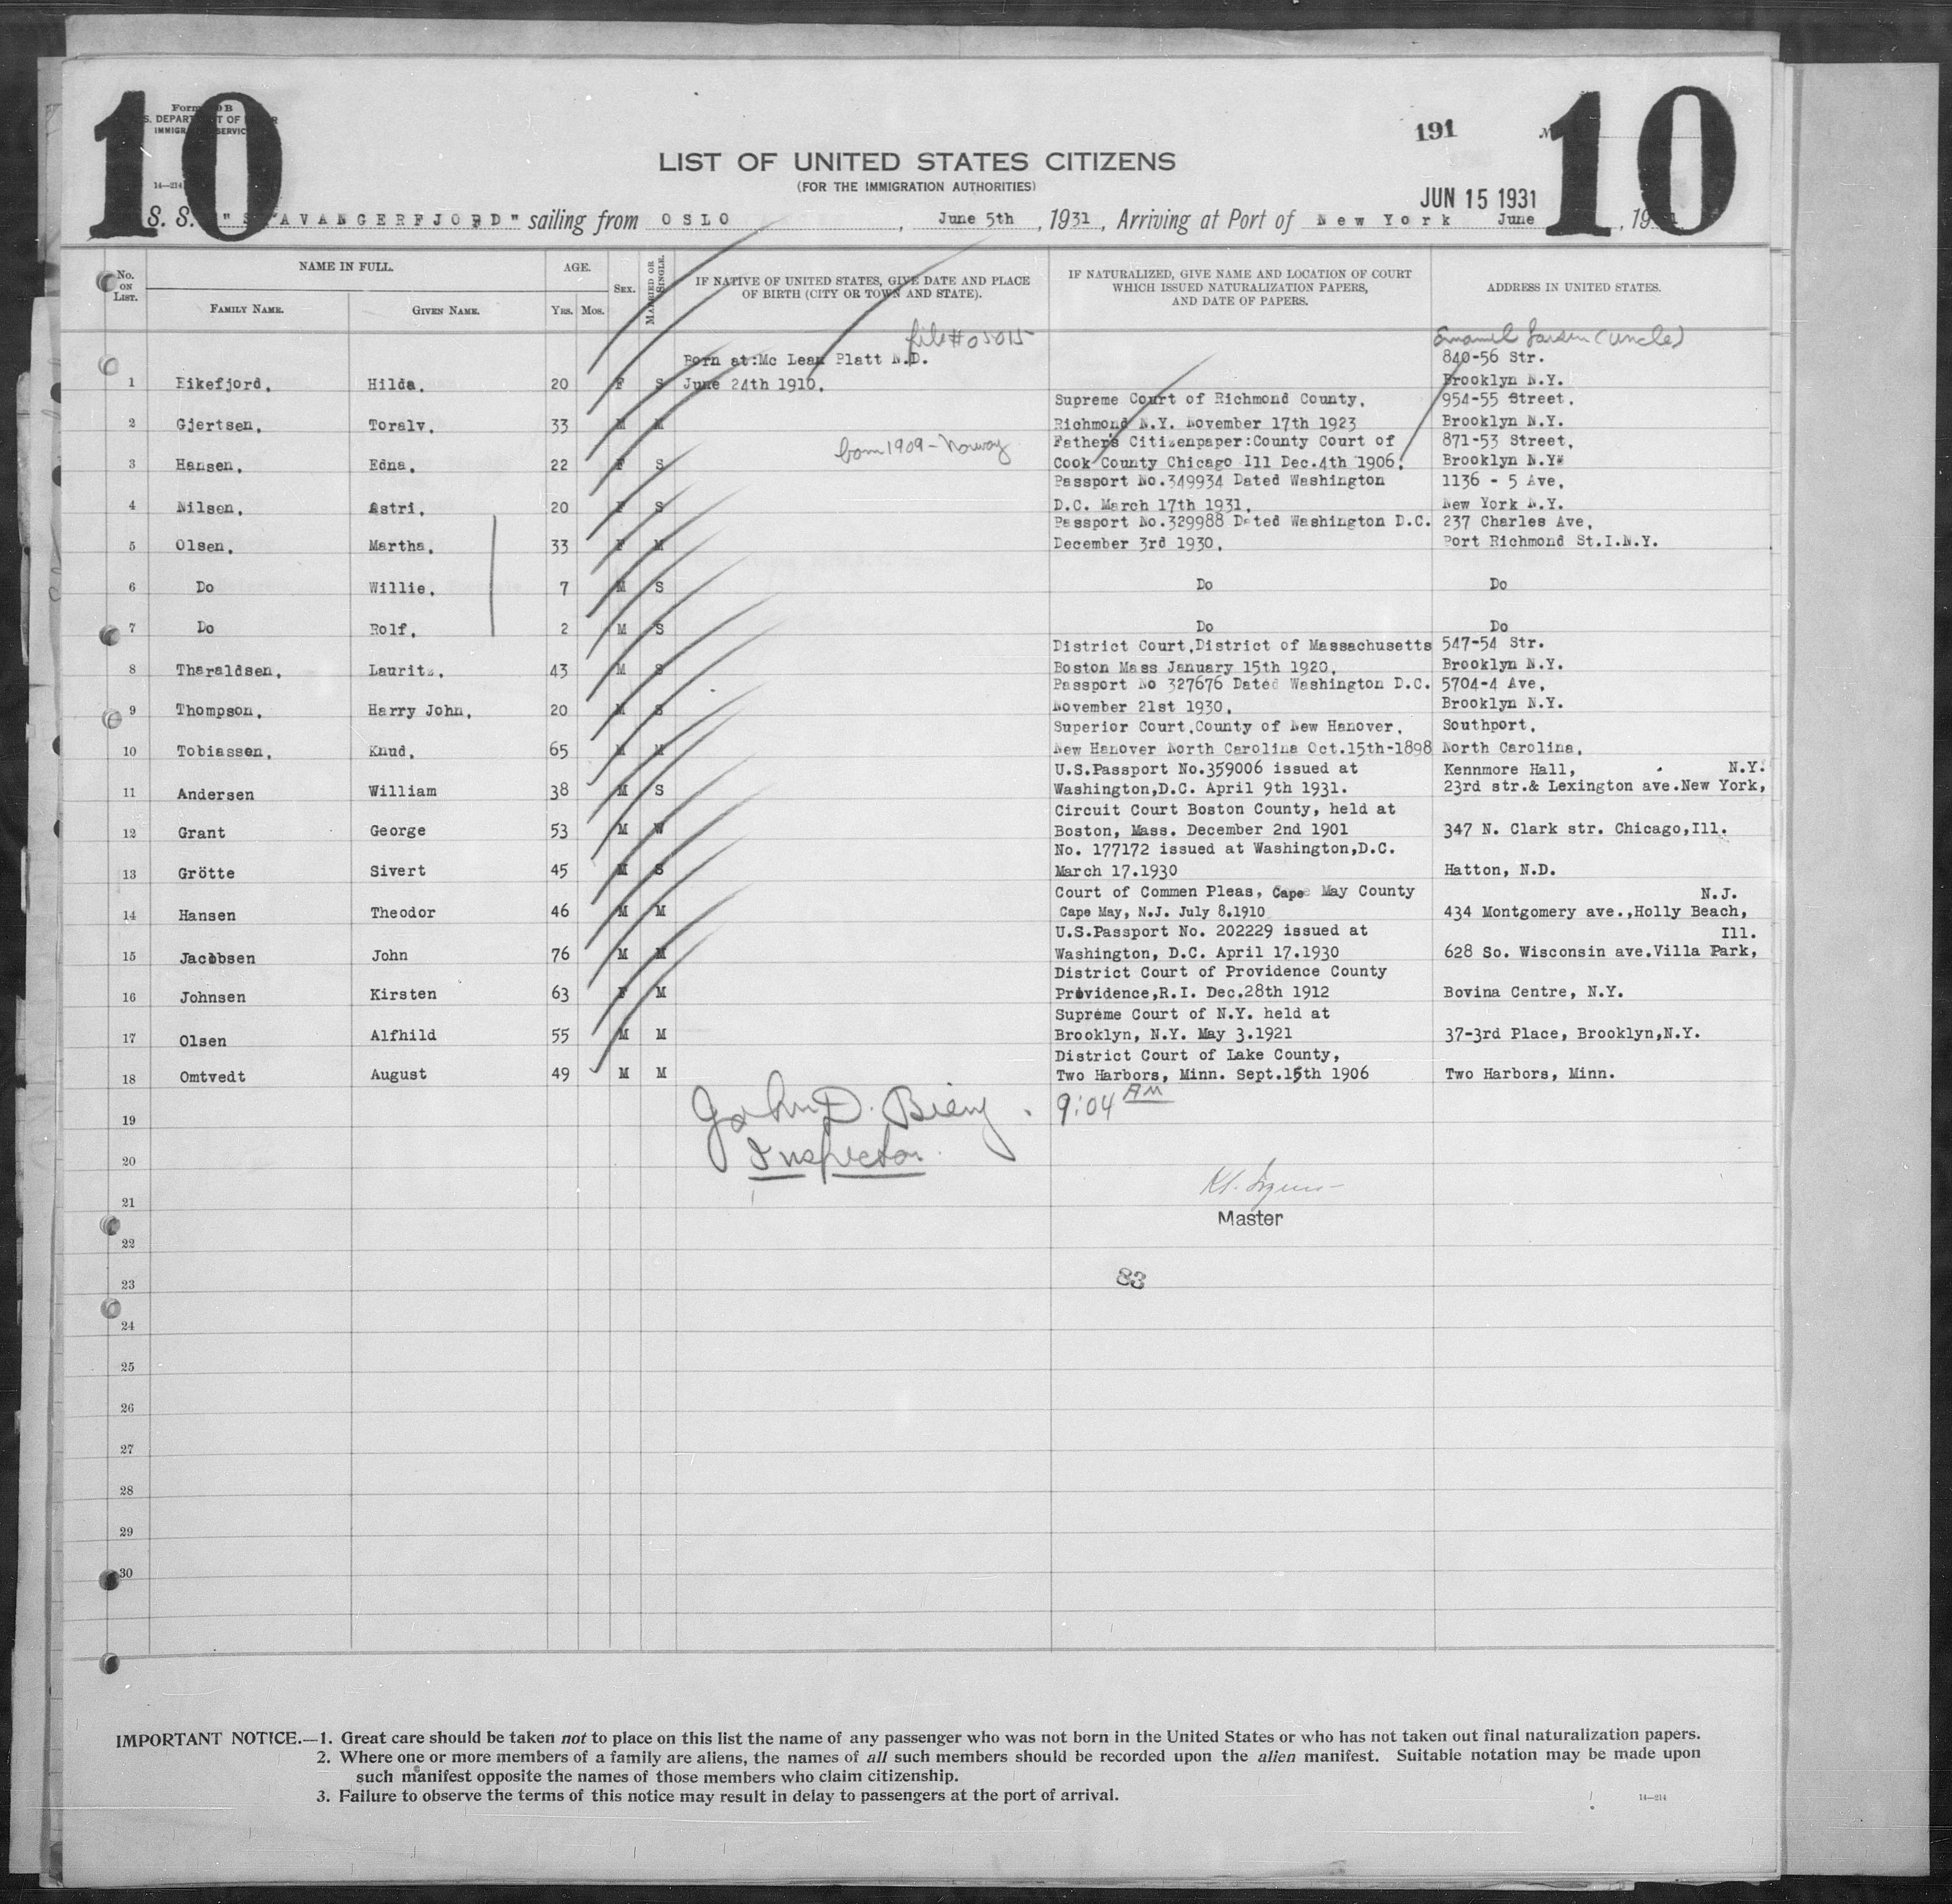 10
10
Form 630 B
U.S. DEPARTMENT OF LABOR
IMMIGRATION SERVICE
14—214
191
LIST OF UNITED STATES CITIZENS
(FOR THE IMMIGRATION AUTHORITIES)
JUN 15 1931
S. S. "STAVANGERFJORD" sailing from OSLO, June 5th, 1931, Arriving at Port of New York June, 1931
No. ON LIST. NAME IN FULL. AGE. SEX. MARRIED OR SINGLE. IF NATIVE OF UNITED STATES, GIVE DATE AND PLACE OF BIRTH (CITY OR TOWN AND STATE). IF NATURALIZED, GIVE NAME AND LOCATION OF COURT WHICH ISSUED NATURALIZATION PAPERS, AND DATE OF PAPERS. ADDRESS IN UNITED STATES.
FAMILY NAME. GIVEN NAME. YRS. MOS.
file # 05015 Emanuel Larsen (uncle)
Born at:Mc Lean Platt N.D. 840-56 Str.
1 Eikefjord, Hilda, 20 F S June 24th 1910, Brooklyn N.Y.
Supreme Court of Richmond County, 954-55 Street,
2 Gjertsen, Toralv, 33 M M Richmond N.Y. November 17th 1923 Brooklyn N.Y.
born 1909 - Norway Fathers Citizenpaper:County Court of 871-53 Street,
3 Hansen, Edna, 22 F S Cook County Chicago Ill Dec.4th 1906, Brooklyn N.Y.
Passport No.349934 Dated Washington 1136 - 5 Ave,
4 Nilsen, Astri, 20 F S D.C. March 17th 1931, New York N.Y.
Passport No.329988 Dated Washington D.C. 237 Charles Ave,
5 Olsen, Martha, 33 F M December 3rd 1930, Port Richmond St.I.N.Y.
6 Do Willie, 7 M S Do Do
7 Do Rolf, 2 M S Do Do
District Court,District of Massachusetts 547-54 Str.
8 Tharaldsen, Lauritz, 43 M S Boston Mass January 15th 1920, Brooklyn N.Y.
Passport No 327676 Dated Washington D.C. 5704-4 Ave,
9 Thompson, Harry John, 20 M S November 21st 1930, Brooklyn N.Y.
Superior Court,County of New Hanover, Southport,
10 Tobiassen, Knud, 65 M M New Hanover North Carolina Oct.15th-1898 North Carolina,
U.S.Passport No.359006 issued at Kennmore Hall, N.Y.
11 Andersen William 38 M S Washington,D.C. April 9th 1931. 23rd str.& Lexington ave.New York,
Circuit Court Boston County, held at
12 Grant George 53 M W Boston, Mass. December 2nd 1901 347 N. Clark str. Chicago,Ill.
No. 177172 issued at Washington,D.C.
13 Grötte Sivert 45 M S March 17.1930 Hatton, N.D.
Court of Commen Pleas, Cape May County N.J.
14 Hansen Theodor 46 M M Cape May, N.J. July 8.1910 434 Montgomery ave.,Holly Beach,
U.S.Passport No. 202229 issued at Ill.
15 Jacobsen John 76 M M Washington, D.C. April 17.1930 628 So. Wisconsin ave.Villa Park,
District Court of Providence County
16 Johnsen Kirsten 63 F M Providence,R.I. Dec.28th 1912 Bovina Centre, N.Y.
Supreme Court of N.Y. held at
17 Olsen Alfhild 55 M M Brooklyn, N.Y. May 3.1921 37-3rd Place, Brooklyn,N.Y.
District Court of Lake County,
18 Omtvedt August 49 M M Two Harbors, Minn. Sept.15th 1906 Two Harbors, Minn.
19 John D. 9:04 AM
20 Inspector.
21
Master
22
23 83
24
25
26
27
28
29
30
IMPORTANT NOTICE.—1. Great care should be taken not to place on this list the name of any passenger who was not born in the United States or who has not taken out final naturalization papers.
2. Where one or more members of a family are aliens, the names of all such members should be recorded upon the alien manifest. Suitable notation may be made upon
such manifest opposite the names of those members who claim citizenship.
3. Failure to observe the terms of this notice may result in delay to passengers at the port of arrival.
14—214